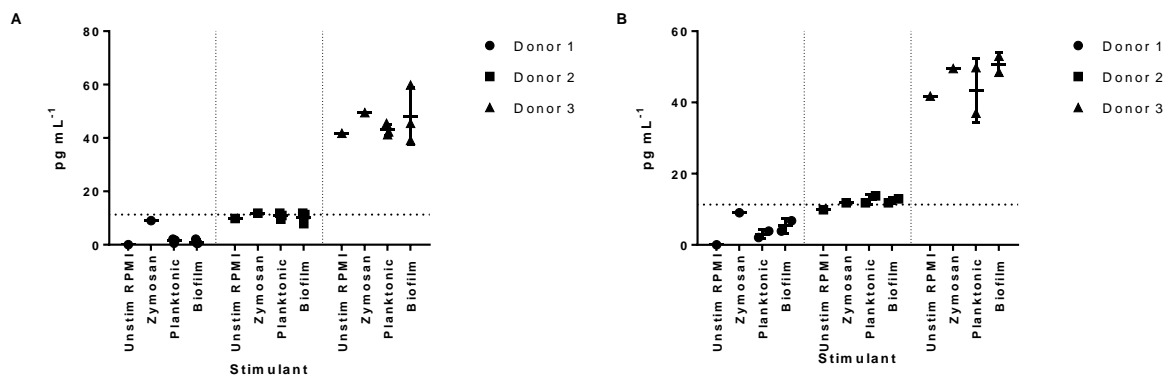 A
80
60
40
20
0
pg mL-1
Unstim RPMI
Zymosan
Planktonic
Biofilm
Unstim RPMI
Zymosan
Planktonic
Biofilm
Unstim RPMI
Zymosan
Planktonic
Biofilm
Stimulant
Donor 1
Donor 2
Donor 3
B
60
40
20
0
pg mL-1
Unstim RPMI
Zymosan
Planktonic
Biofilm
Unstim RPMI
Zymosan
Planktonic
Biofilm
Unstim RPMI
Zymosan
Planktonic
Biofilm
Stimulant
Donor 1
Donor 2
Donor 3